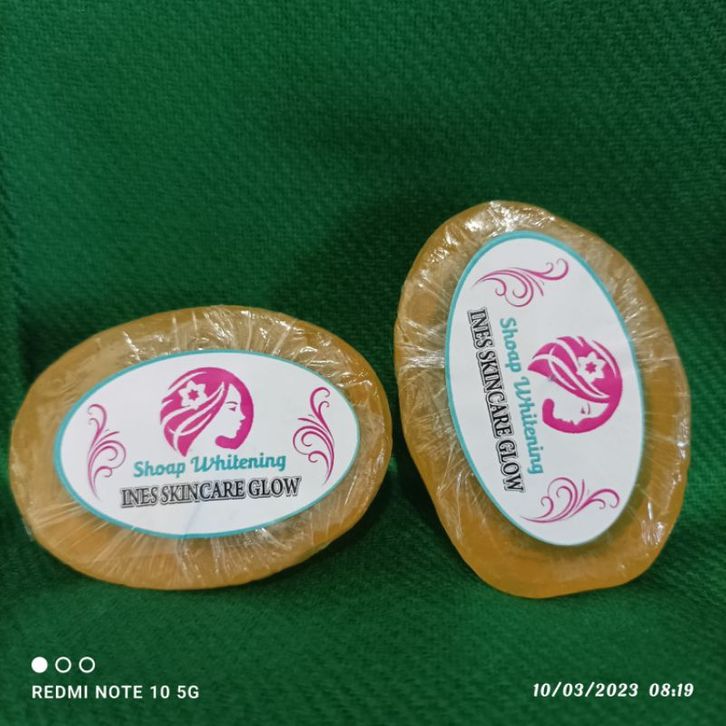 Shoap Whitening
INES SKINCARE GLOW
Shoap Whitening
INES SKINCARE GLOW
REDMI NOTE 10 5G
10/03/2023 08:19